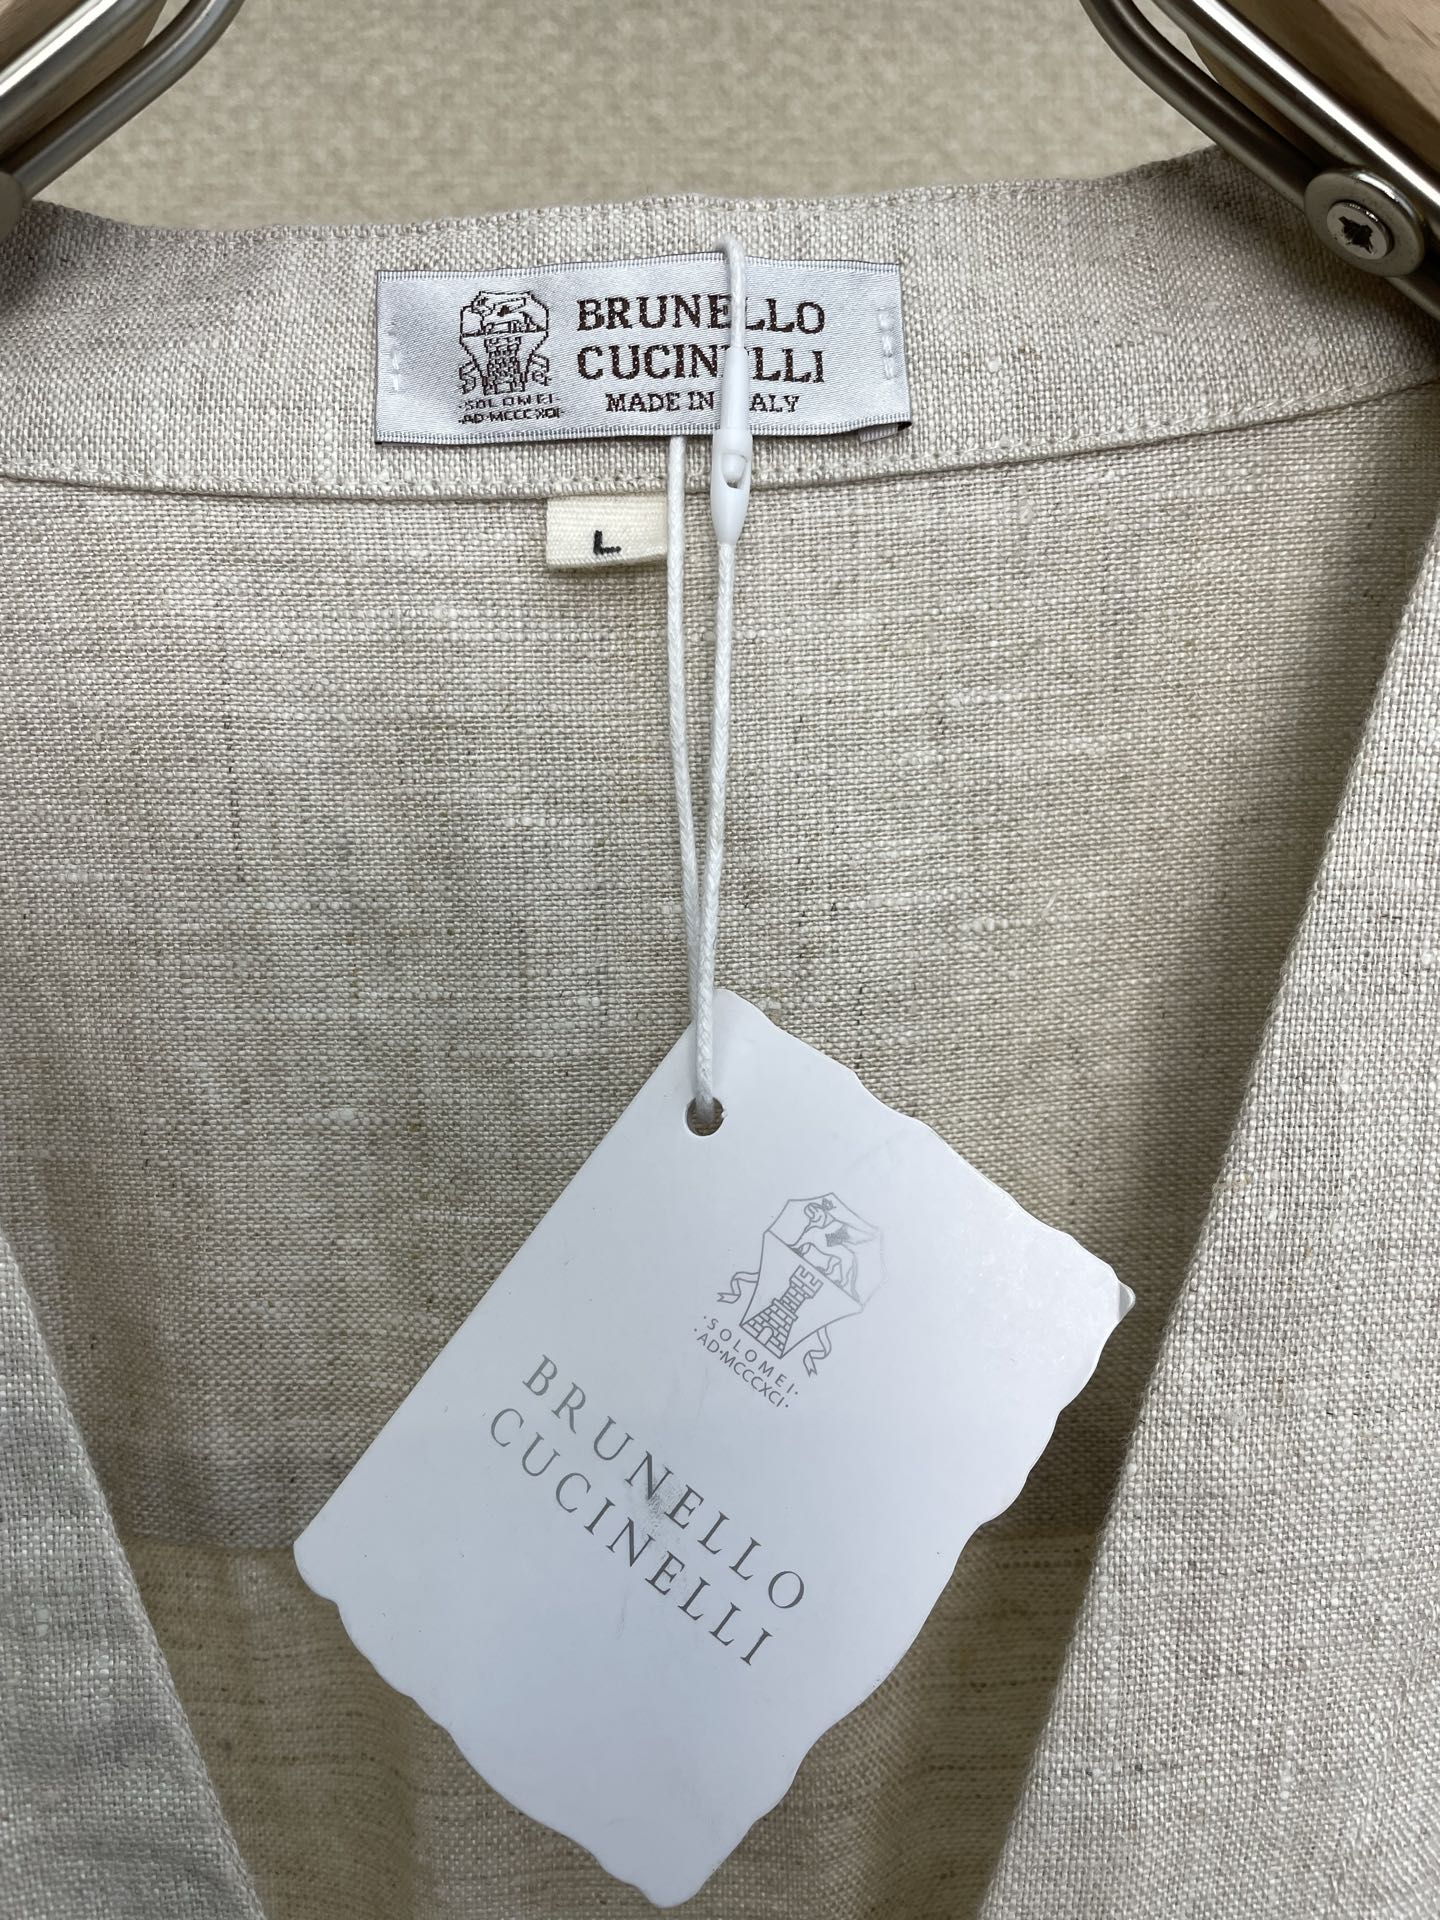 BRUNELLO
CUCINELLI
MADE IN ITALY
SOLOMEI
·AD·MCCCXCI·
L
·SOLOMEI·
·AD·MCCCXCI·
BRUNELLO
CUCINELLI